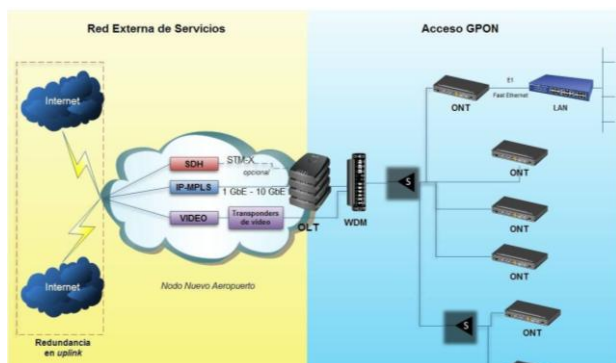 Red Externa de Servicios
Acceso GPON
Internet
Internet
Redundancia
en uplink
SDH
IP-MPLS
VIDEO
STM-X
opcional
1 GbE - 10 GbE
Transponders
de video
Nodo Nuevo Aeropuerto
OLT
WDM
S
S
ONT
E1
Fast Ethernet
LAN
ONT
ONT
ONT
ONT